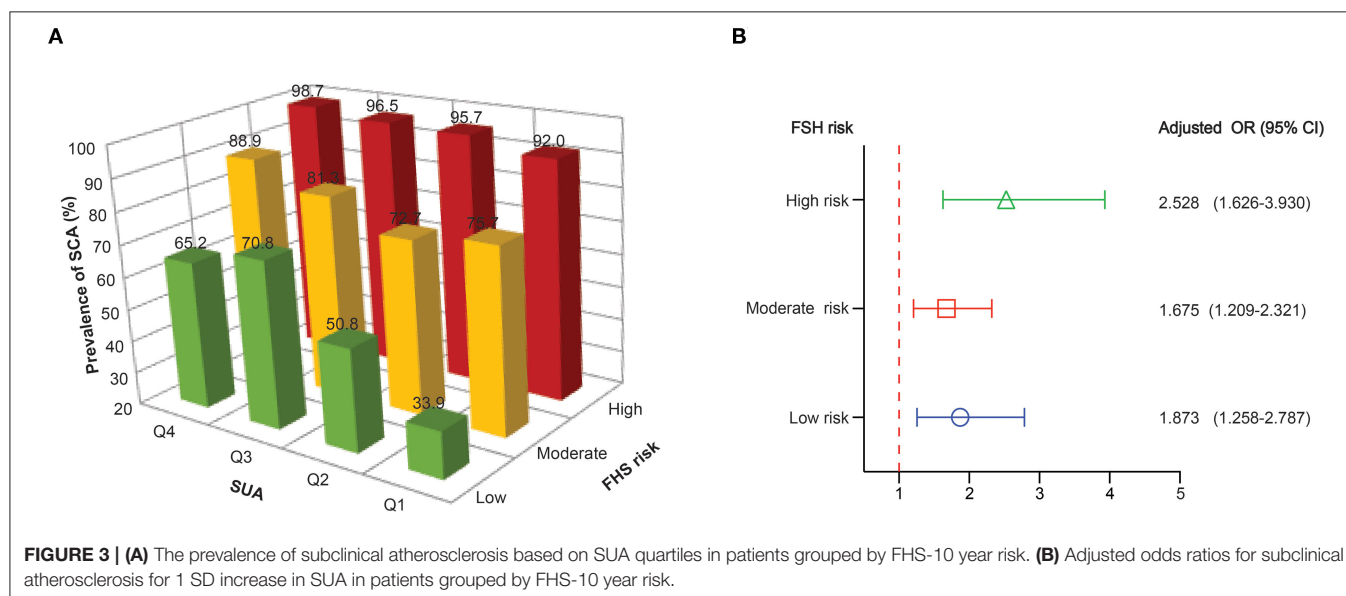 A
98.7
96.5
95.7
92.0
88.9
81.3
72.7
75.7
65.2
70.8
50.8
33.9
100
90
80
70
60
50
40
30
20
Prevalence of SCA (%)
Q4
Q3
Q2
Q1
SUA
Low
Moderate
High
FHS risk
B
FSH risk
Adjusted OR (95% CI)
High risk
2.528 (1.626-3.930)
Moderate risk
1.675 (1.209-2.321)
Low risk
1.873 (1.258-2.787)
1 2 3 4 5
FIGURE 3 | (A) The prevalence of subclinical atherosclerosis based on SUA quartiles in patients grouped by FHS-10 year risk. (B) Adjusted odds ratios for subclinical
atherosclerosis for 1 SD increase in SUA in patients grouped by FHS-10 year risk.